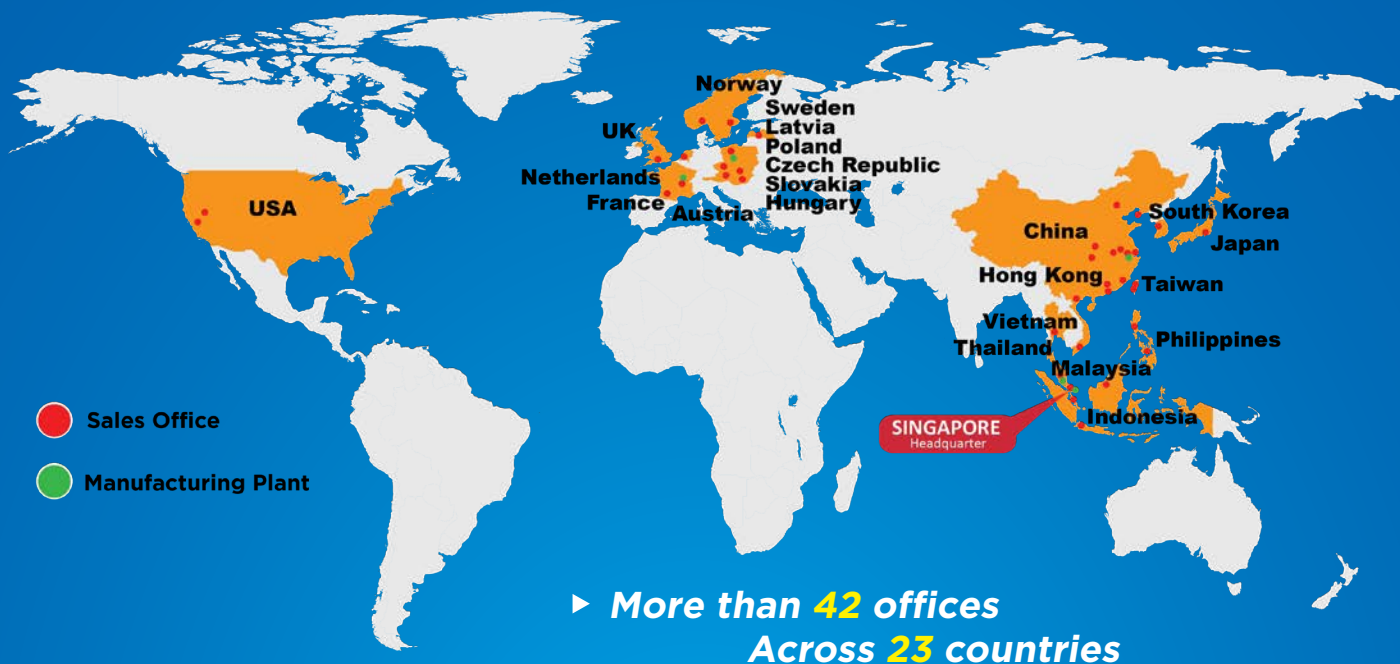 Norway
Sweden
UK
Latvia
Poland
Czech Republic
Netherlands
Slovakia
France
Hungary
Austria
USA
South Korea
China
Japan
Hong Kong
Taiwan
Vietnam
Philippines
Thailand
Malaysia
Indonesia
SINGAPORE
Headquarter
Sales Office
Manufacturing Plant
More than 42 offices
Across 23 countries